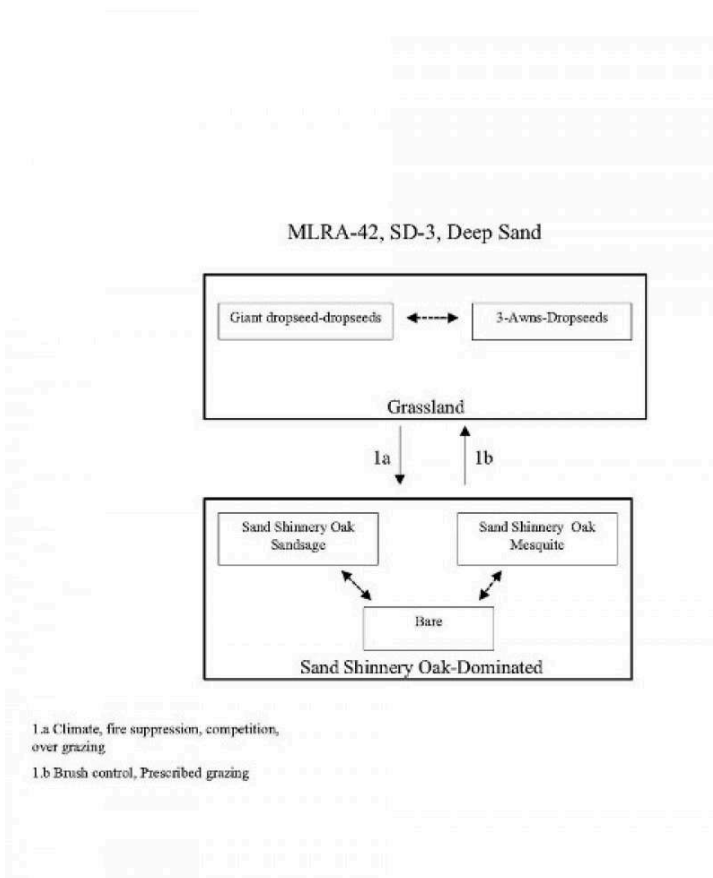 MLRA-42, SD-3, Deep Sand
Giant dropseed-dropseeds
3-Awns-Dropseeds
Grassland
1a
1b
Sand Shinnery Oak
Sandsage
Sand Shinnery Oak
Mesquite
Bare
Sand Shinnery Oak-Dominated
1.a Climate, fire suppression, competition,
over grazing
1.b Brush control, Prescribed grazing